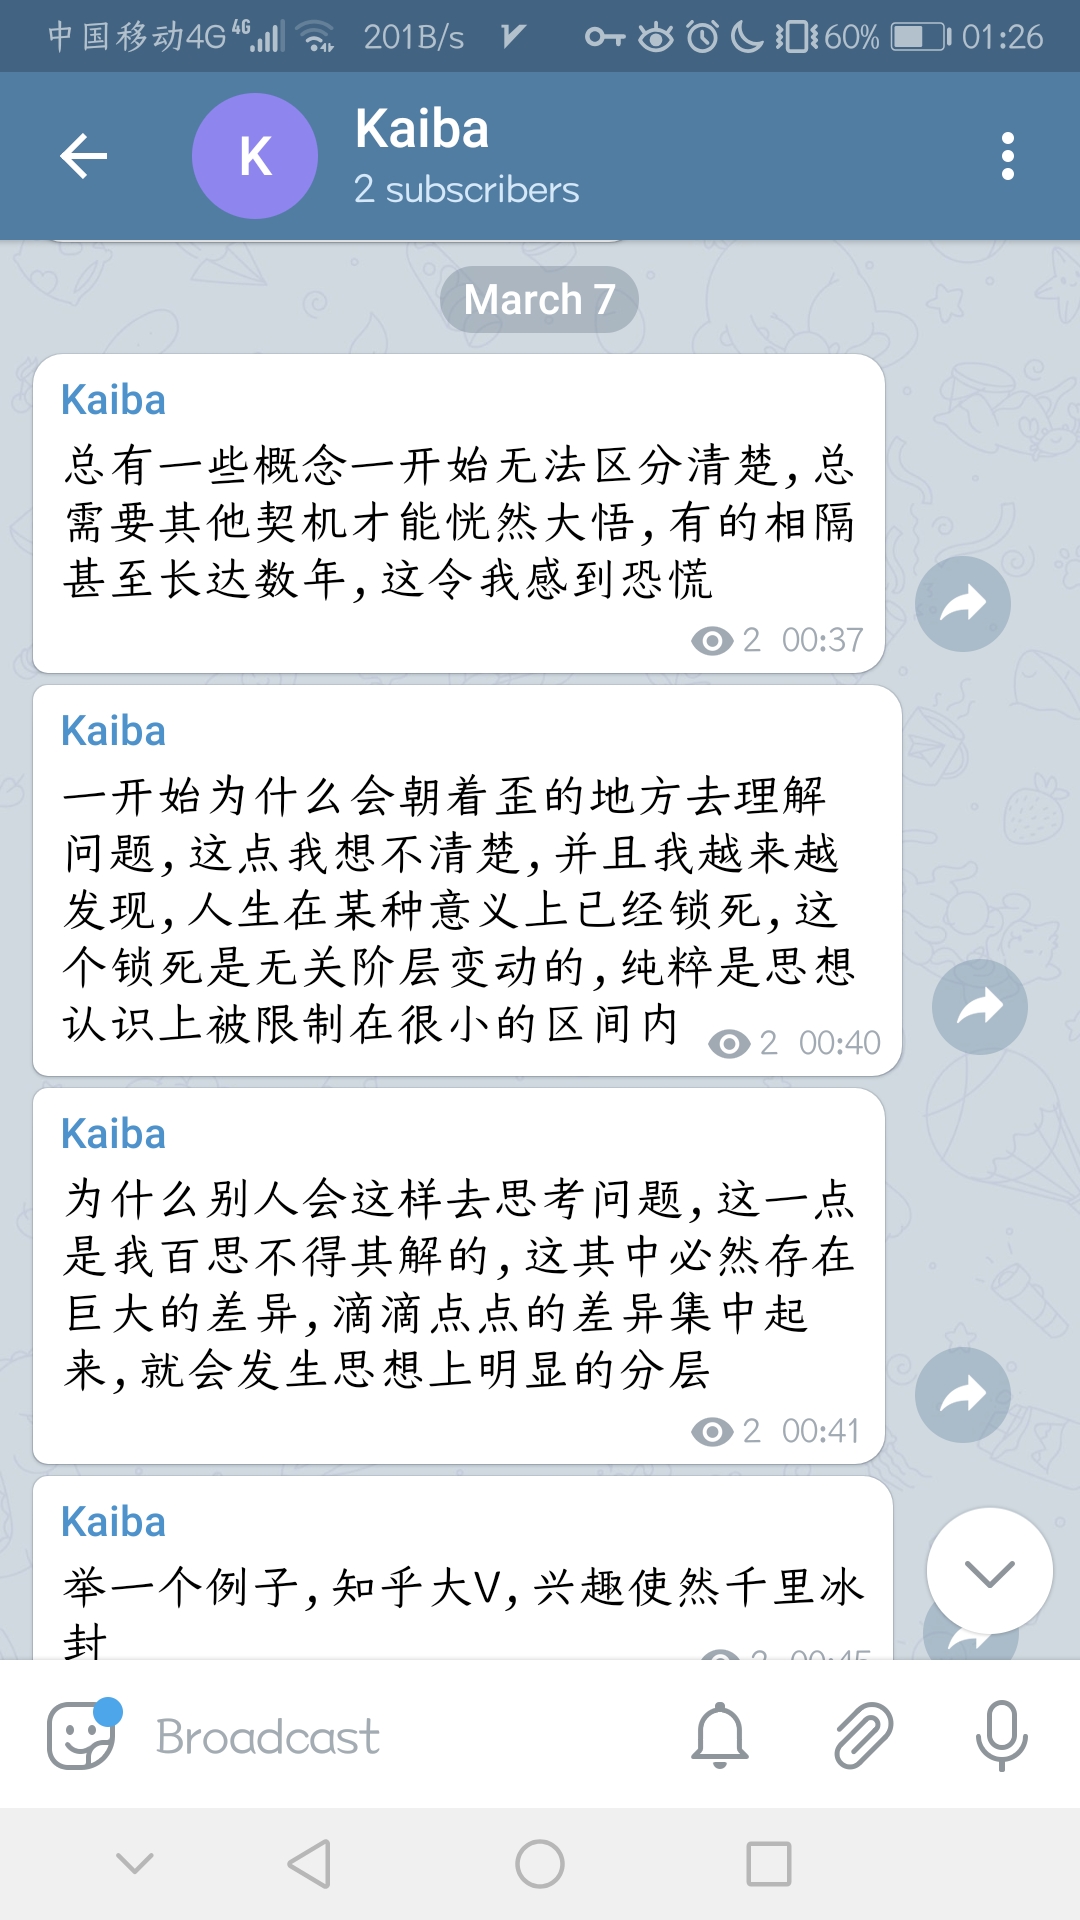 中国移动4G 4G 201B/s 60% 01:26
K
Kaiba
2 subscribers
March 7
Kaiba
总有一些概念一开始无法区分清楚,总
需要其他契机才能恍然大悟,有的相隔
甚至长达数年,这令我感到恐慌
2 00:37
Kaiba
一开始为什么会朝着歪的地方去理解
问题,这点我想不清楚,并且我越来越
发现,人生在某种意义上已经锁死,这
个锁死是无关阶层变动的,纯粹是思想
认识上被限制在很小的区间内
2 00:40
Kaiba
为什么别人会这样去思考问题,这一点
是我百思不得其解的,这其中必然存在
巨大的差异,滴滴点点的差异集中起
来,就会发生思想上明显的分层
2 00:41
Kaiba
举一个例子,知乎大V,兴趣使然千里冰
封
2 00:45
Broadcast